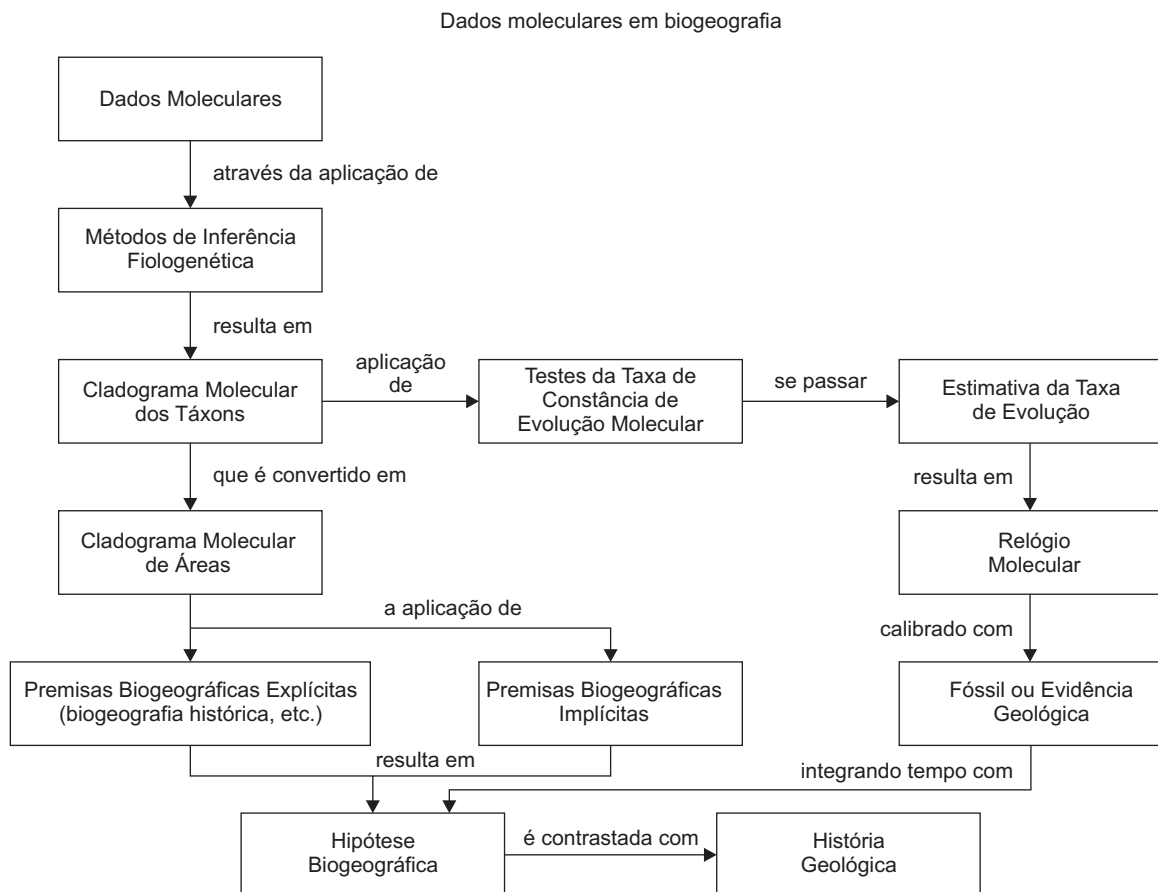 Dados moleculares em biogeografia
Dados Moleculares
através da aplicação de
Métodos de Inferência
Fiologenética
resulta em
Cladograma Molecular
dos Táxons
aplicação
de
Testes da Taxa de
Constância de
Evolução Molecular
se passar
Estimativa da Taxa
de Evolução
que é convertido em
resulta em
Cladograma Molecular
de Áreas
Relógio
Molecular
a aplicação de
calibrado com
Premisas Biogeográficas Explícitas
(biogeografia histórica, etc.)
Premisas Biogeográficas
Implícitas
Fóssil ou Evidência
Geológica
resulta em
integrando tempo com
Hipótese
Biogeográfica
é contrastada com
História
Geológica